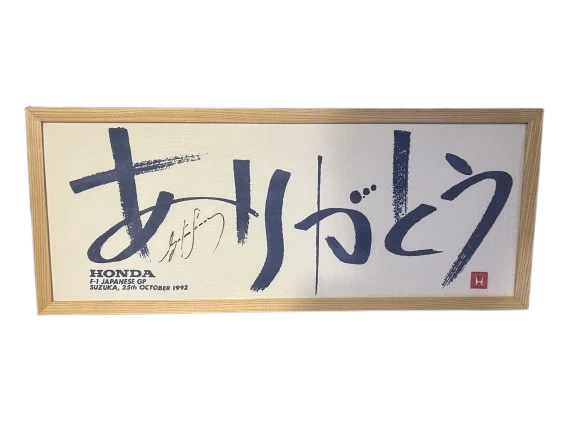 ありがとう
HONDA
F-1 JAPANESE GP
SUZUKA, 25th OCTOBER 1992
H